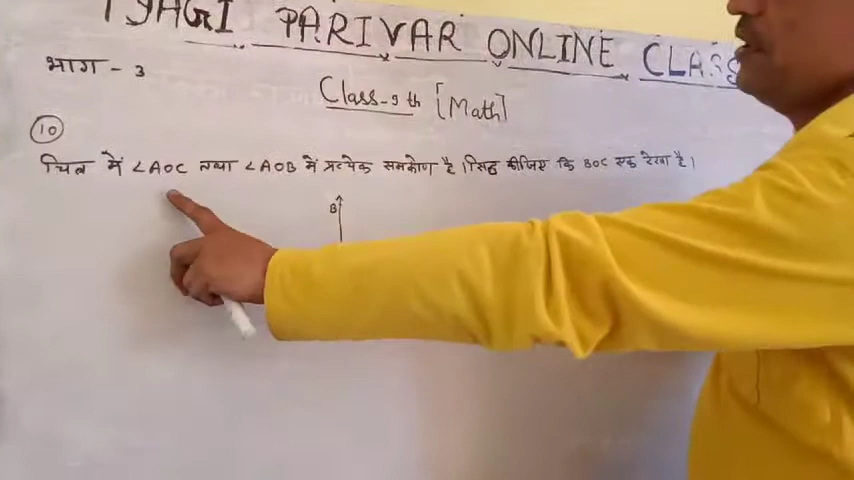 TYAGI PARIVAR ONLINE CLASS
भाग - 3
Class-9th [Math]
10
चित्र में ∠AOC तथा ∠AOB में प्रत्येक समकोण है। सिद्ध कीजिए कि BOC एक रेखा है।
B